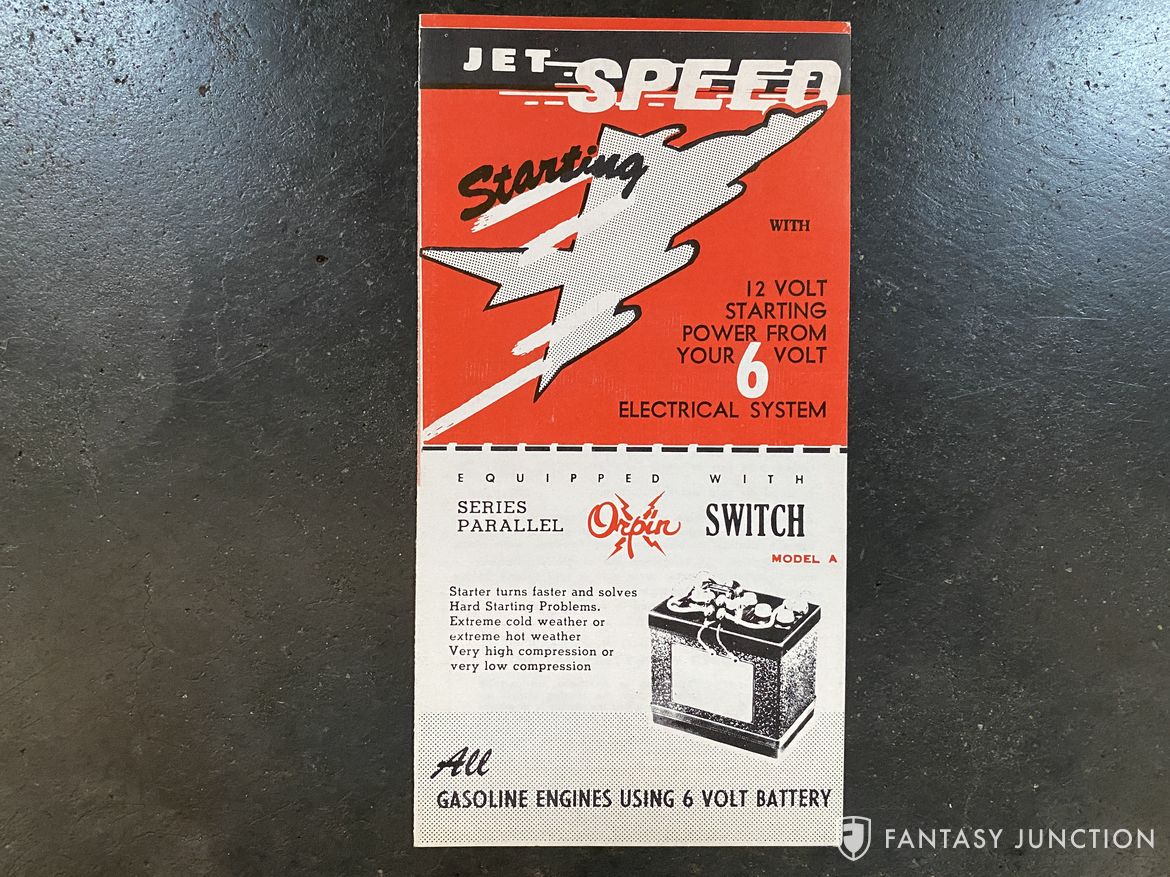 JET SPEED
Starting
WITH
12 VOLT
STARTING
POWER FROM
YOUR 6 VOLT
ELECTRICAL SYSTEM
EQUIPPED WITH
SERIES
PARALLEL
Orpin
SWITCH
MODEL A
Starter turns faster and solves
Hard Starting Problems.
Extreme cold weather or
extreme hot weather
Very high compression or
very low compression
All
GASOLINE ENGINES USING 6 VOLT BATTERY
FANTASY JUNCTION